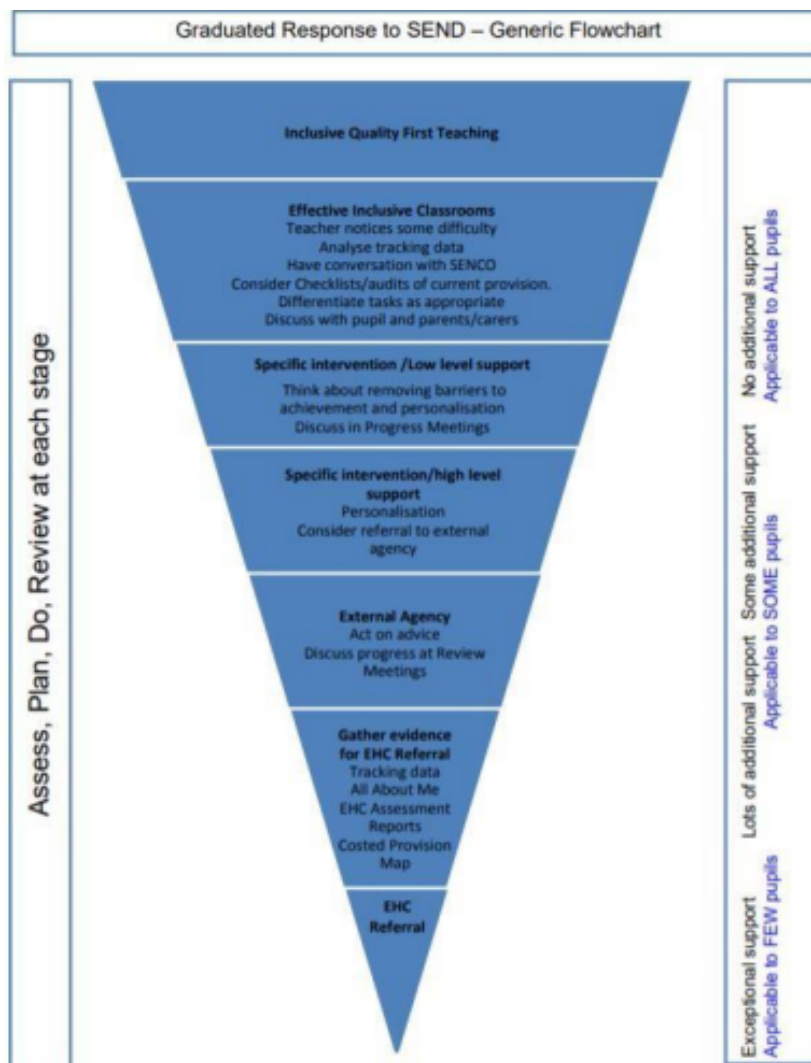 Graduated Response to SEND – Generic Flowchart
Assess, Plan, Do, Review at each stage
Inclusive Quality First Teaching
Effective Inclusive Classrooms
Teacher notices some difficulty
Analyse tracking data
Have conversation with SENCO
Consider Checklists/audits of current provision.
Differentiate tasks as appropriate
Discuss with pupil and parents/carers
Specific intervention /Low level support
Think about removing barriers to
achievement and personalisation
Discuss in Progress Meetings
Specific intervention/high level
support
Personalisation
Consider referral to external
agency
External Agency
Act on advice
Discuss progress at Review
Meetings
Gather evidence
for EHC Referral
Tracking data
All About Me
EHC Assessment
Reports
Costed Provision
Map
EHC
Referral
Exceptional support Lots of additional support Some additional support No additional support
Applicable to FEW pupils Applicable to SOME pupils Applicable to ALL pupils